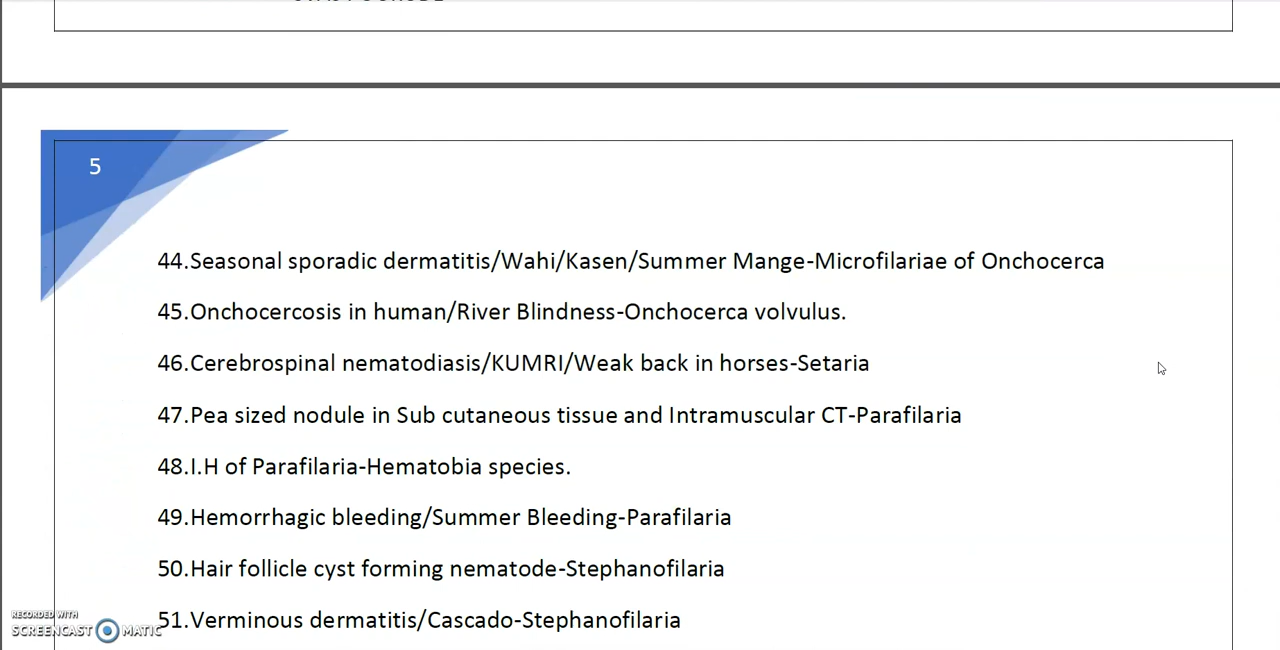 5
44.Seasonal sporadic dermatitis/Wahi/Kasen/Summer Mange-Microfilariae of Onchocerca
45.Onchocercosis in human/River Blindness-Onchocerca volvulus.
46.Cerebrospinal nematodiasis/KUMRI/Weak back in horses-Setaria
47.Pea sized nodule in Sub cutaneous tissue and Intramuscular CT-Parafilaria
48.I.H of Parafilaria-Hematobia species.
49.Hemorrhagic bleeding/Summer Bleeding-Parafilaria
50.Hair follicle cyst forming nematode-Stephanofilaria
51.Verminous dermatitis/Cascado-Stephanofilaria
RECORDED WITH
SCREENCAST MATIC